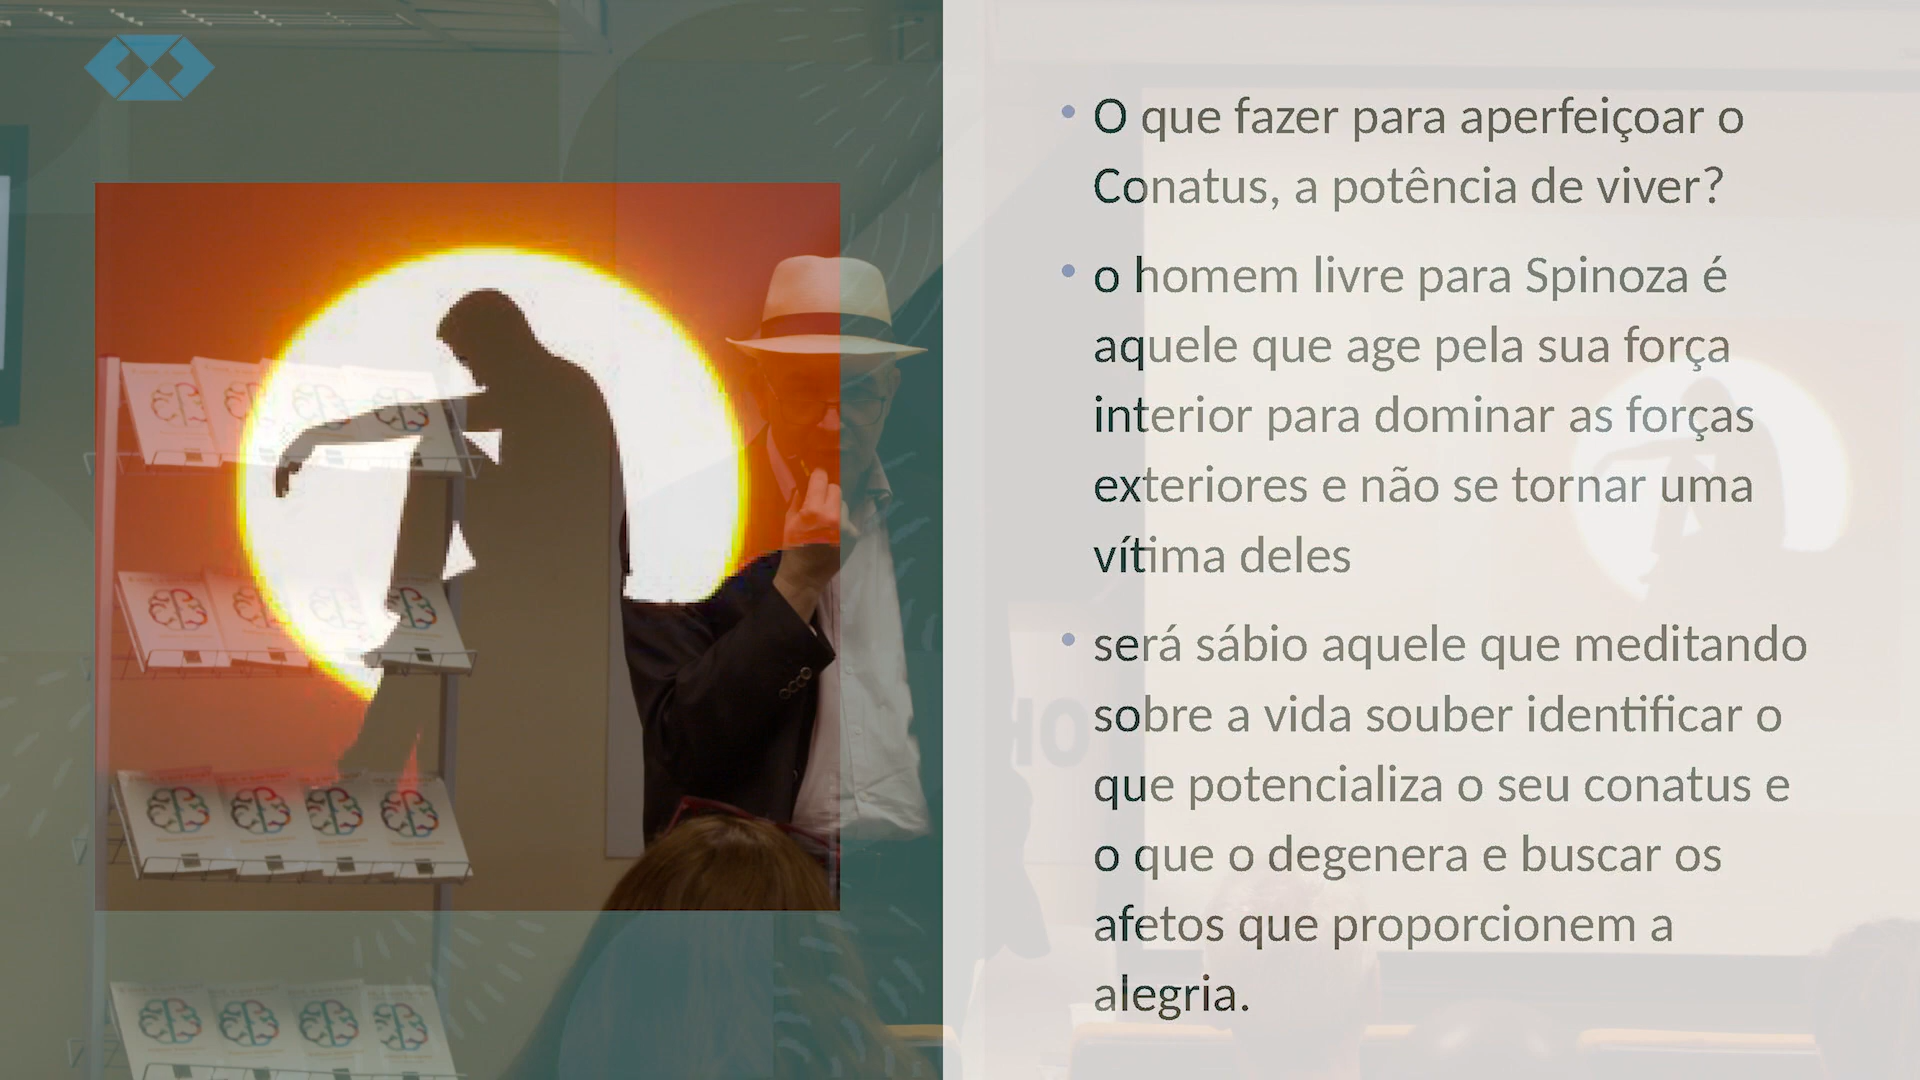 O que fazer para aperfeiçoar o
Conatus, a potência de viver?
o homem livre para Spinoza é
aquele que age pela sua força
interior para dominar as forças
exteriores e não se tornar uma
vítima deles
será sábio aquele que meditando
sobre a vida souber identificar o
que potencializa o seu conatus e
o que o degenera e buscar os
afetos que proporcionem a
alegria.
HO